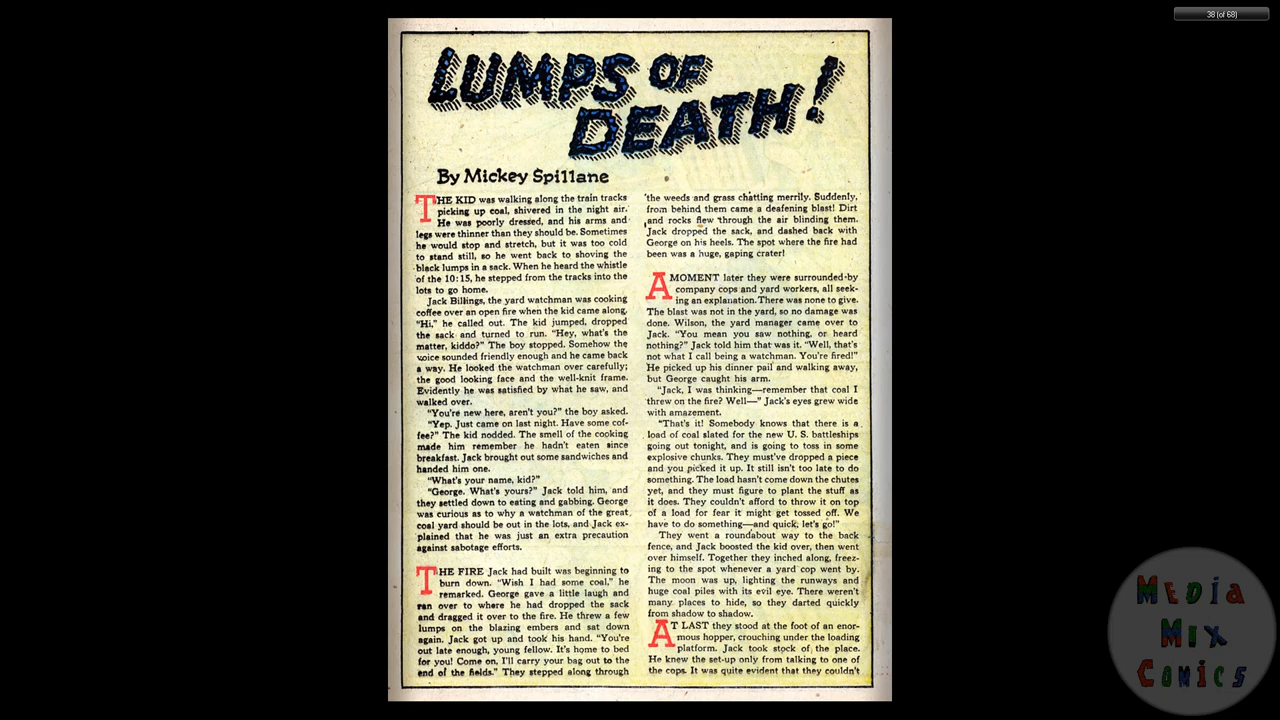 38 (of 68)
LUMPS OF
DEATH!
By Mickey Spillane
THE KID was walking along the train tracks
picking up coal, shivered in the night air.
He was poorly dressed, and his arms and
legs were thinner than they should be. Sometimes
he would stop and stretch, but it was too cold
to stand still, so he went back to shoving the
black lumps in a sack. When he heard the whistle
of the 10:15, he stepped from the tracks into the
lots to go home.
Jack Billings, the yard watchman was cooking
coffee over an open fire when the kid came along.
“Hi,” he called out. The kid jumped, dropped
the sack and turned to run. “Hey, what's the
matter, kiddo?” The boy stopped. Somehow the
voice sounded friendly enough and he came back
a way. He looked the watchman over carefully;
the good looking face and the well-knit frame.
Evidently he was satisfied by what he saw, and
walked over.
“You're new here, aren't you?” the boy asked.
“Yep. Just came on last night. Have some cof-
fee?” The kid nodded. The smell of the cooking
made him remember he hadn't eaten since
breakfast. Jack brought out some sandwiches and
handed him one.
“What's your name, kid?”
“George. What's yours?” Jack told him, and
they settled down to eating and gabbing. George
was curious as to why a watchman of the great
coal yard should be out in the lots, and Jack ex-
plained that he was just an extra precaution
against sabotage efforts.
THE FIRE Jack had built was beginning to
burn down. “Wish I had some coal,” he
remarked. George gave a little laugh and
ran over to where he had dropped the sack
and dragged it over to the fire. He threw a few
lumps on the blazing embers and sat down
again. Jack got up and took his hand. “You're
out late enough, young fellow. It's home to bed
for you! Come on, I'll carry your bag out to the
end of the fields.” They stepped along through
the weeds and grass chatting merrily. Suddenly,
from behind them came a deafening blast! Dirt
and rocks flew through the air blinding them.
Jack dropped the sack, and dashed back with
George on his heels. The spot where the fire had
been was a huge, gaping crater!
A MOMENT later they were surrounded by
company cops and yard workers, all seek-
ing an explanation. There was none to give.
The blast was not in the yard, so no damage was
done. Wilson, the yard manager came over to
Jack. “You mean you saw nothing, or heard
nothing?” Jack told him that was it. “Well, that's
not what I call being a watchman. You're fired!”
He picked up his dinner pail and walking away,
but George caught his arm.
“Jack, I was thinking—remember that coal I
threw on the fire? Well—” Jack's eyes grew wide
with amazement.
“That's it! Somebody knows that there is a
load of coal slated for the new U. S. battleships
going out tonight, and is going to toss in some
explosive chunks. They must've dropped a piece
and you picked it up. It still isn't too late to do
something. The load hasn't come down the chutes
yet, and they must figure to plant the stuff as
it does. They couldn't afford to throw it on top
of a load for fear it might get tossed off. We
have to do something—and quick, let's go!”
They went a roundabout way to the back
fence, and Jack boosted the kid over, then went
over himself. Together they inched along, freez-
ing to the spot whenever a yard cop went by.
The moon was up, lighting the runways and
huge coal piles with its evil eye. There weren't
many places to hide, so they darted quickly
from shadow to shadow.
AT LAST they stood at the foot of an enor-
mous hopper, crouching under the loading
platform. Jack took stock of the place.
He knew the set-up only from talking to one of
the cops. It was quite evident that they couldn't
MEDIA
MIX
COMICS